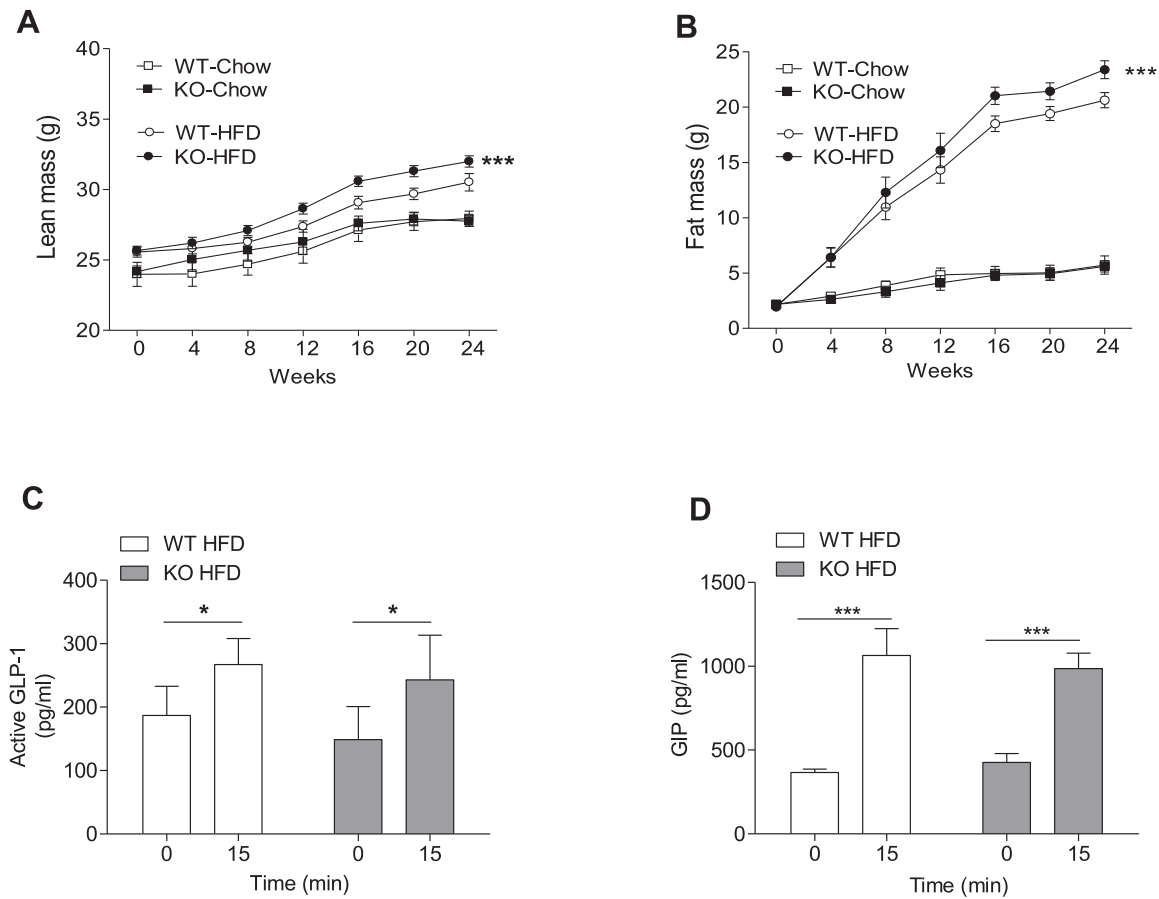 A
Lean mass (g)
40
35
30
25
20
WT-Chow
KO-Chow
WT-HFD
KO-HFD
***
0 4 8 12 16 20 24
Weeks
B
Fat mass (g)
25
20
15
10
5
0
WT-Chow
KO-Chow
WT-HFD
KO-HFD
***
0 4 8 12 16 20 24
Weeks
C
WT HFD
KO HFD
Active GLP-1
(pg/ml)
400
300
200
100
0
* *
0 15 0 15
Time (min)
D
WT HFD
KO HFD
GIP (pg/ml)
1500
1000
500
0
*** ***
0 15 0 15
Time (min)